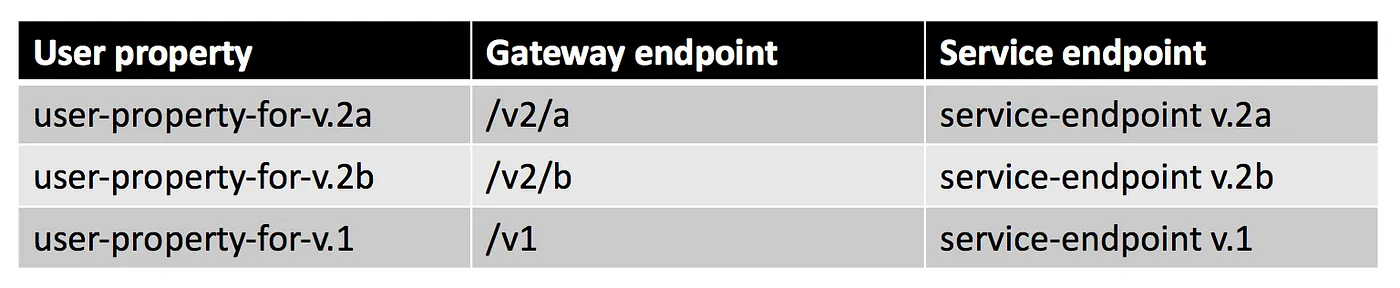 User property Gateway endpoint Service endpoint
user-property-for-v.2a /v2/a service-endpoint v.2a
user-property-for-v.2b /v2/b service-endpoint v.2b
user-property-for-v.1 /v1 service-endpoint v.1